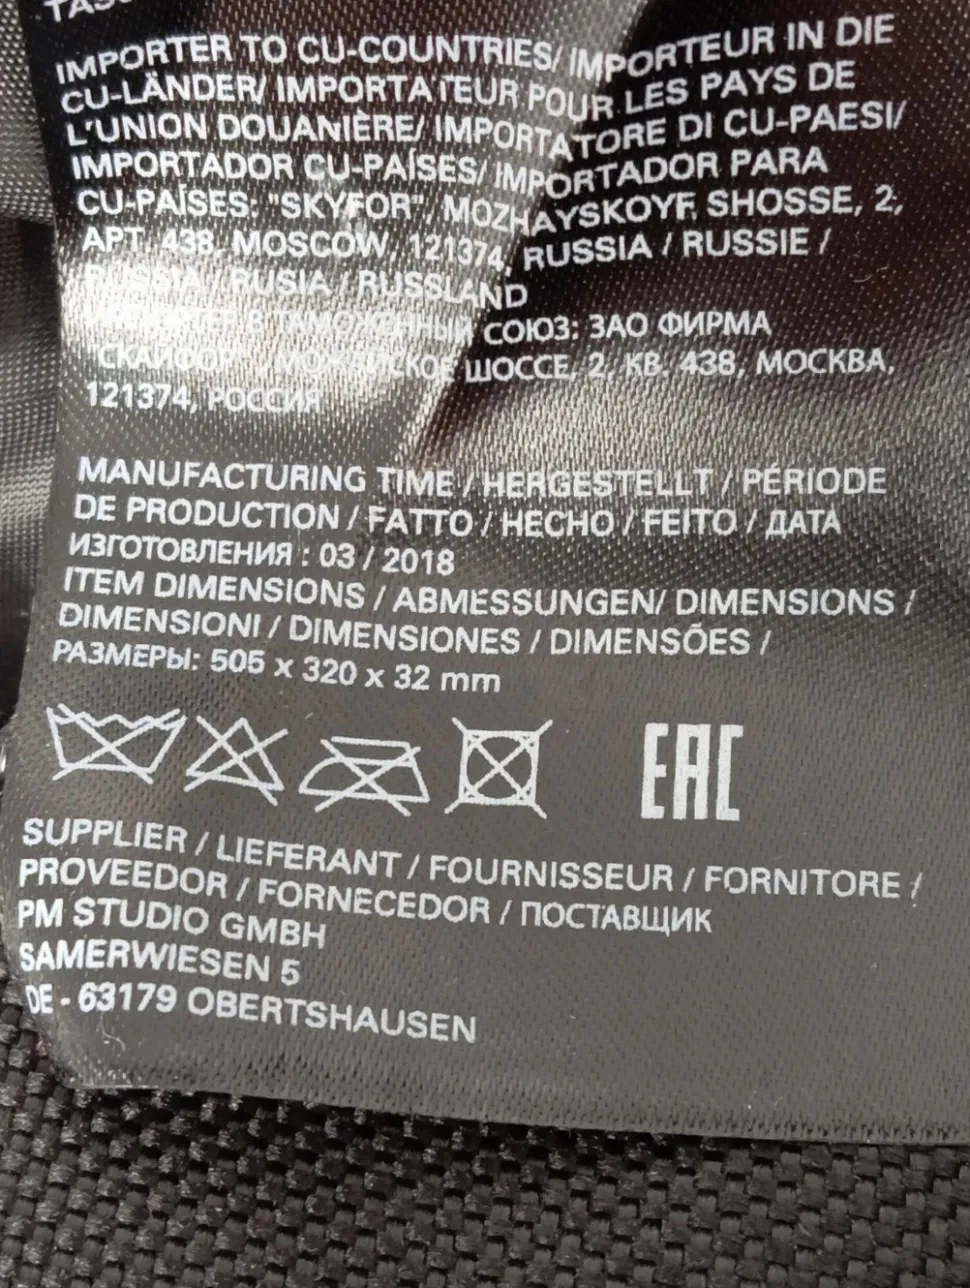 IMPORTER TO CU-COUNTRIES/ IMPORTEUR IN DIE
CU-LÄNDER/ IMPORTATEUR POUR LES PAYS DE
L'UNION DOUANIÈRE/ IMPORTATORE DI CU-PAESI/
IMPORTADOR CU-PAÍSES/ IMPORTADOR PARA
CU-PAÍSES: "SKYFOR", MOZHAYSKOYE SHOSSE, 2,
APT. 438, MOSCOW, 121374, RUSSIA / RUSSIE /
RUSSIA / RUSIA / RUSSLAND
В ТАМОЖЕННЫЙ СОЮЗ: ЗАО ФИРМА
СКАЙФОР, МОЖАЙСКОЕ ШОССЕ, 2, КВ. 438, МОСКВА,
121374, РОССИЯ
MANUFACTURING TIME / HERGESTELLT / PÉRIODE
DE PRODUCTION / FATTO / HECHO / FEITO / ДАТА
ИЗГОТОВЛЕНИЯ : 03 / 2018
ITEM DIMENSIONS / ABMESSUNGEN/ DIMENSIONS /
DIMENSIONI / DIMENSIONES / DIMENSÕES /
РАЗМЕРЫ: 505 x 320 x 32 mm
EAC
SUPPLIER / LIEFERANT / FOURNISSEUR / FORNITORE /
PROVEEDOR / FORNECEDOR / ПОСТАВЩИК
PM STUDIO GMBH
SAMERWIESEN 5
DE - 63179 OBERTSHAUSEN